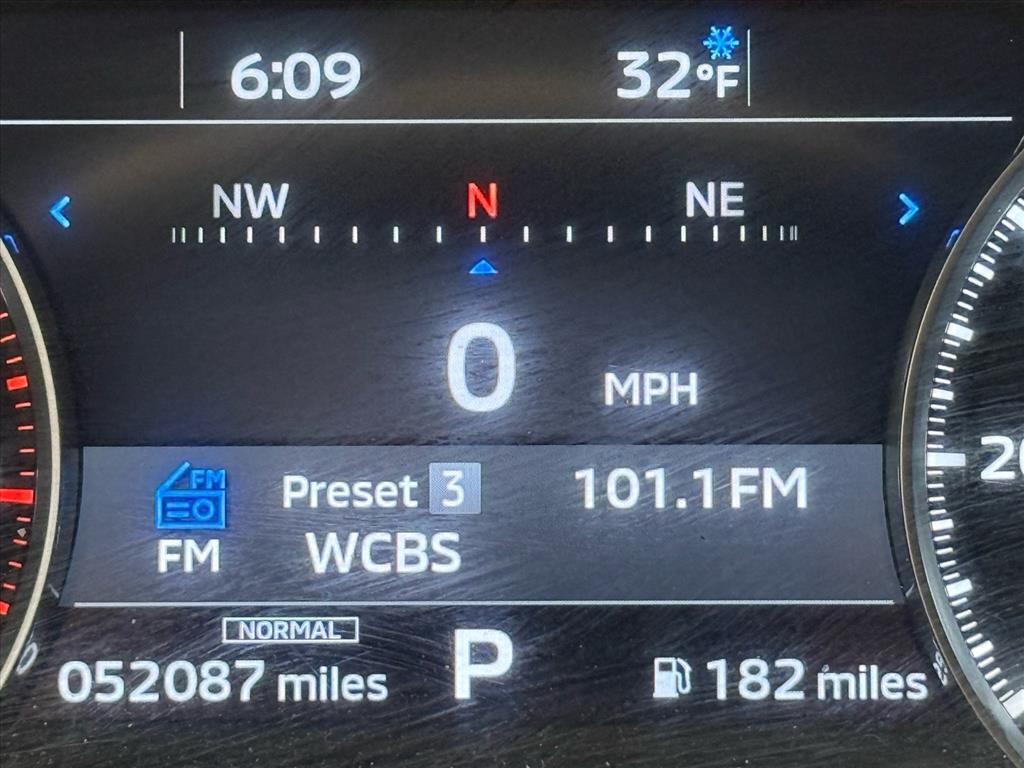 6:09 32°F
NW N NE
0 MPH
FM Preset 3 101.1 FM
FM WCBS
NORMAL
052087 miles P 182 miles
0